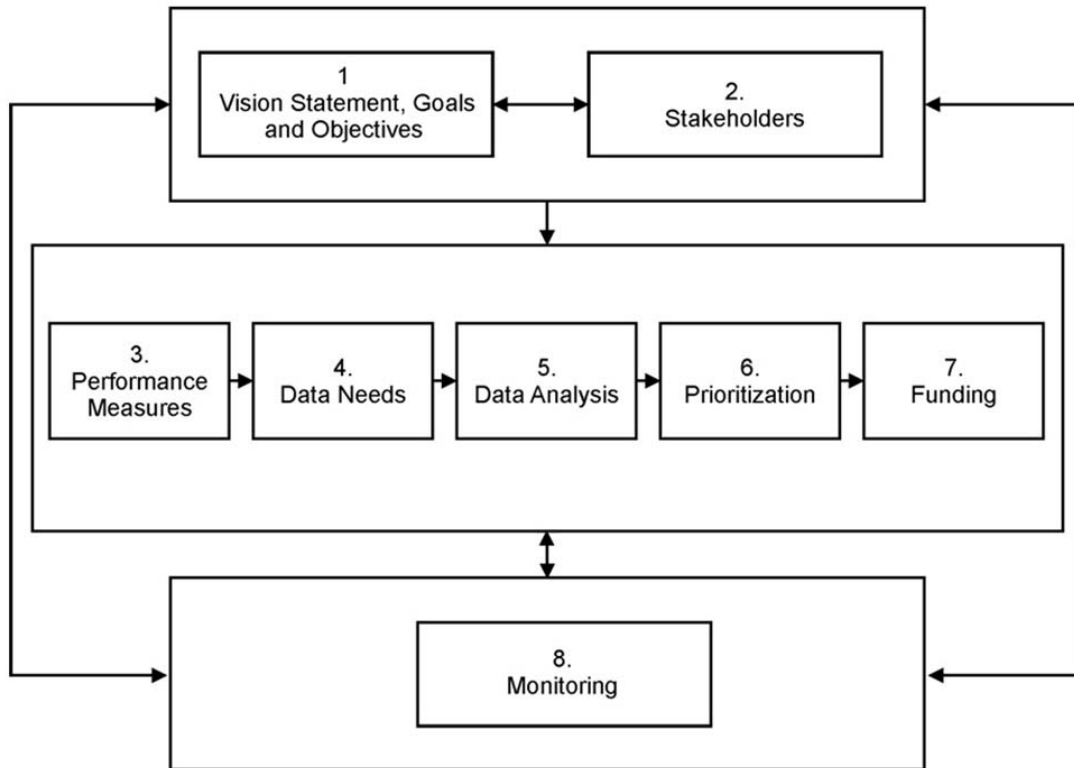 1
Vision Statement, Goals
and Objectives
2.
Stakeholders
3.
Performance
Measures
4.
Data Needs
5.
Data Analysis
6.
Prioritization
7.
Funding
8.
Monitoring